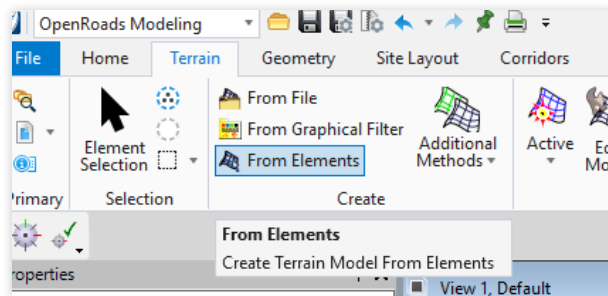 OpenRoads Modeling
File Home Terrain Geometry Site Layout Corridors
From File
From Graphical Filter
From Elements
Element
Selection
Additional
Methods
Active
Selection
Create
From Elements
Create Terrain Model From Elements
View 1, Default